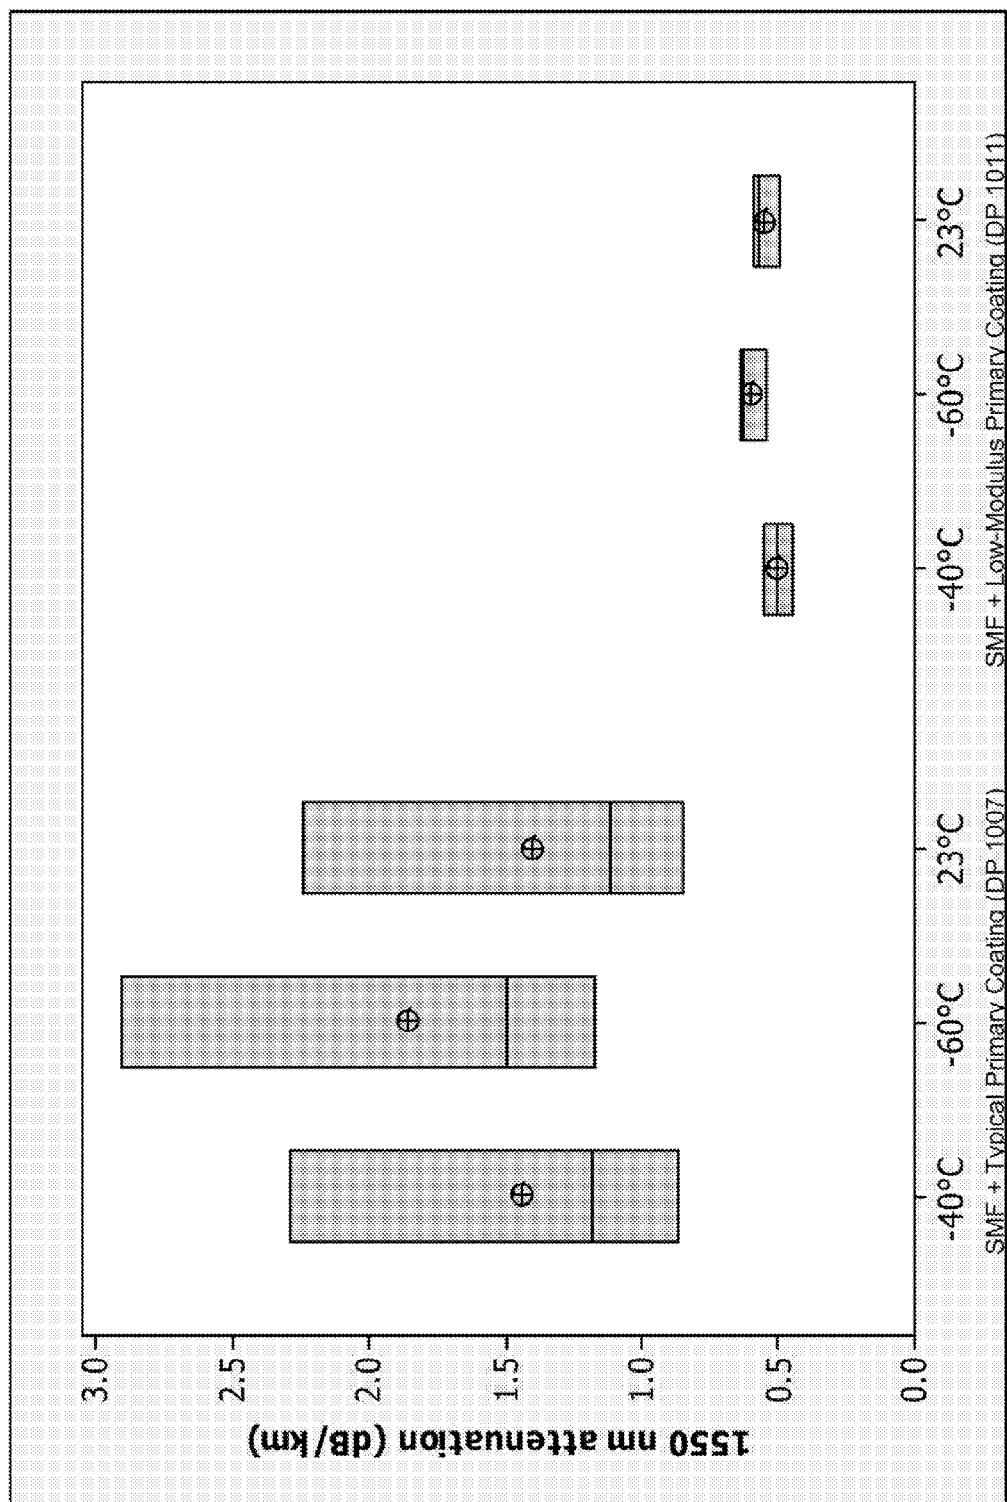 1550 nm attenuation (dB/km)
3.0
2.5
2.0
1.5
1.0
0.5
0.0
-40°C
-60°C
23°C
-40°C
-60°C
23°C
SMF + Typical Primary Coating (DP 1007)
SMF + Low-Modulus Primary Coating (DP 1011)